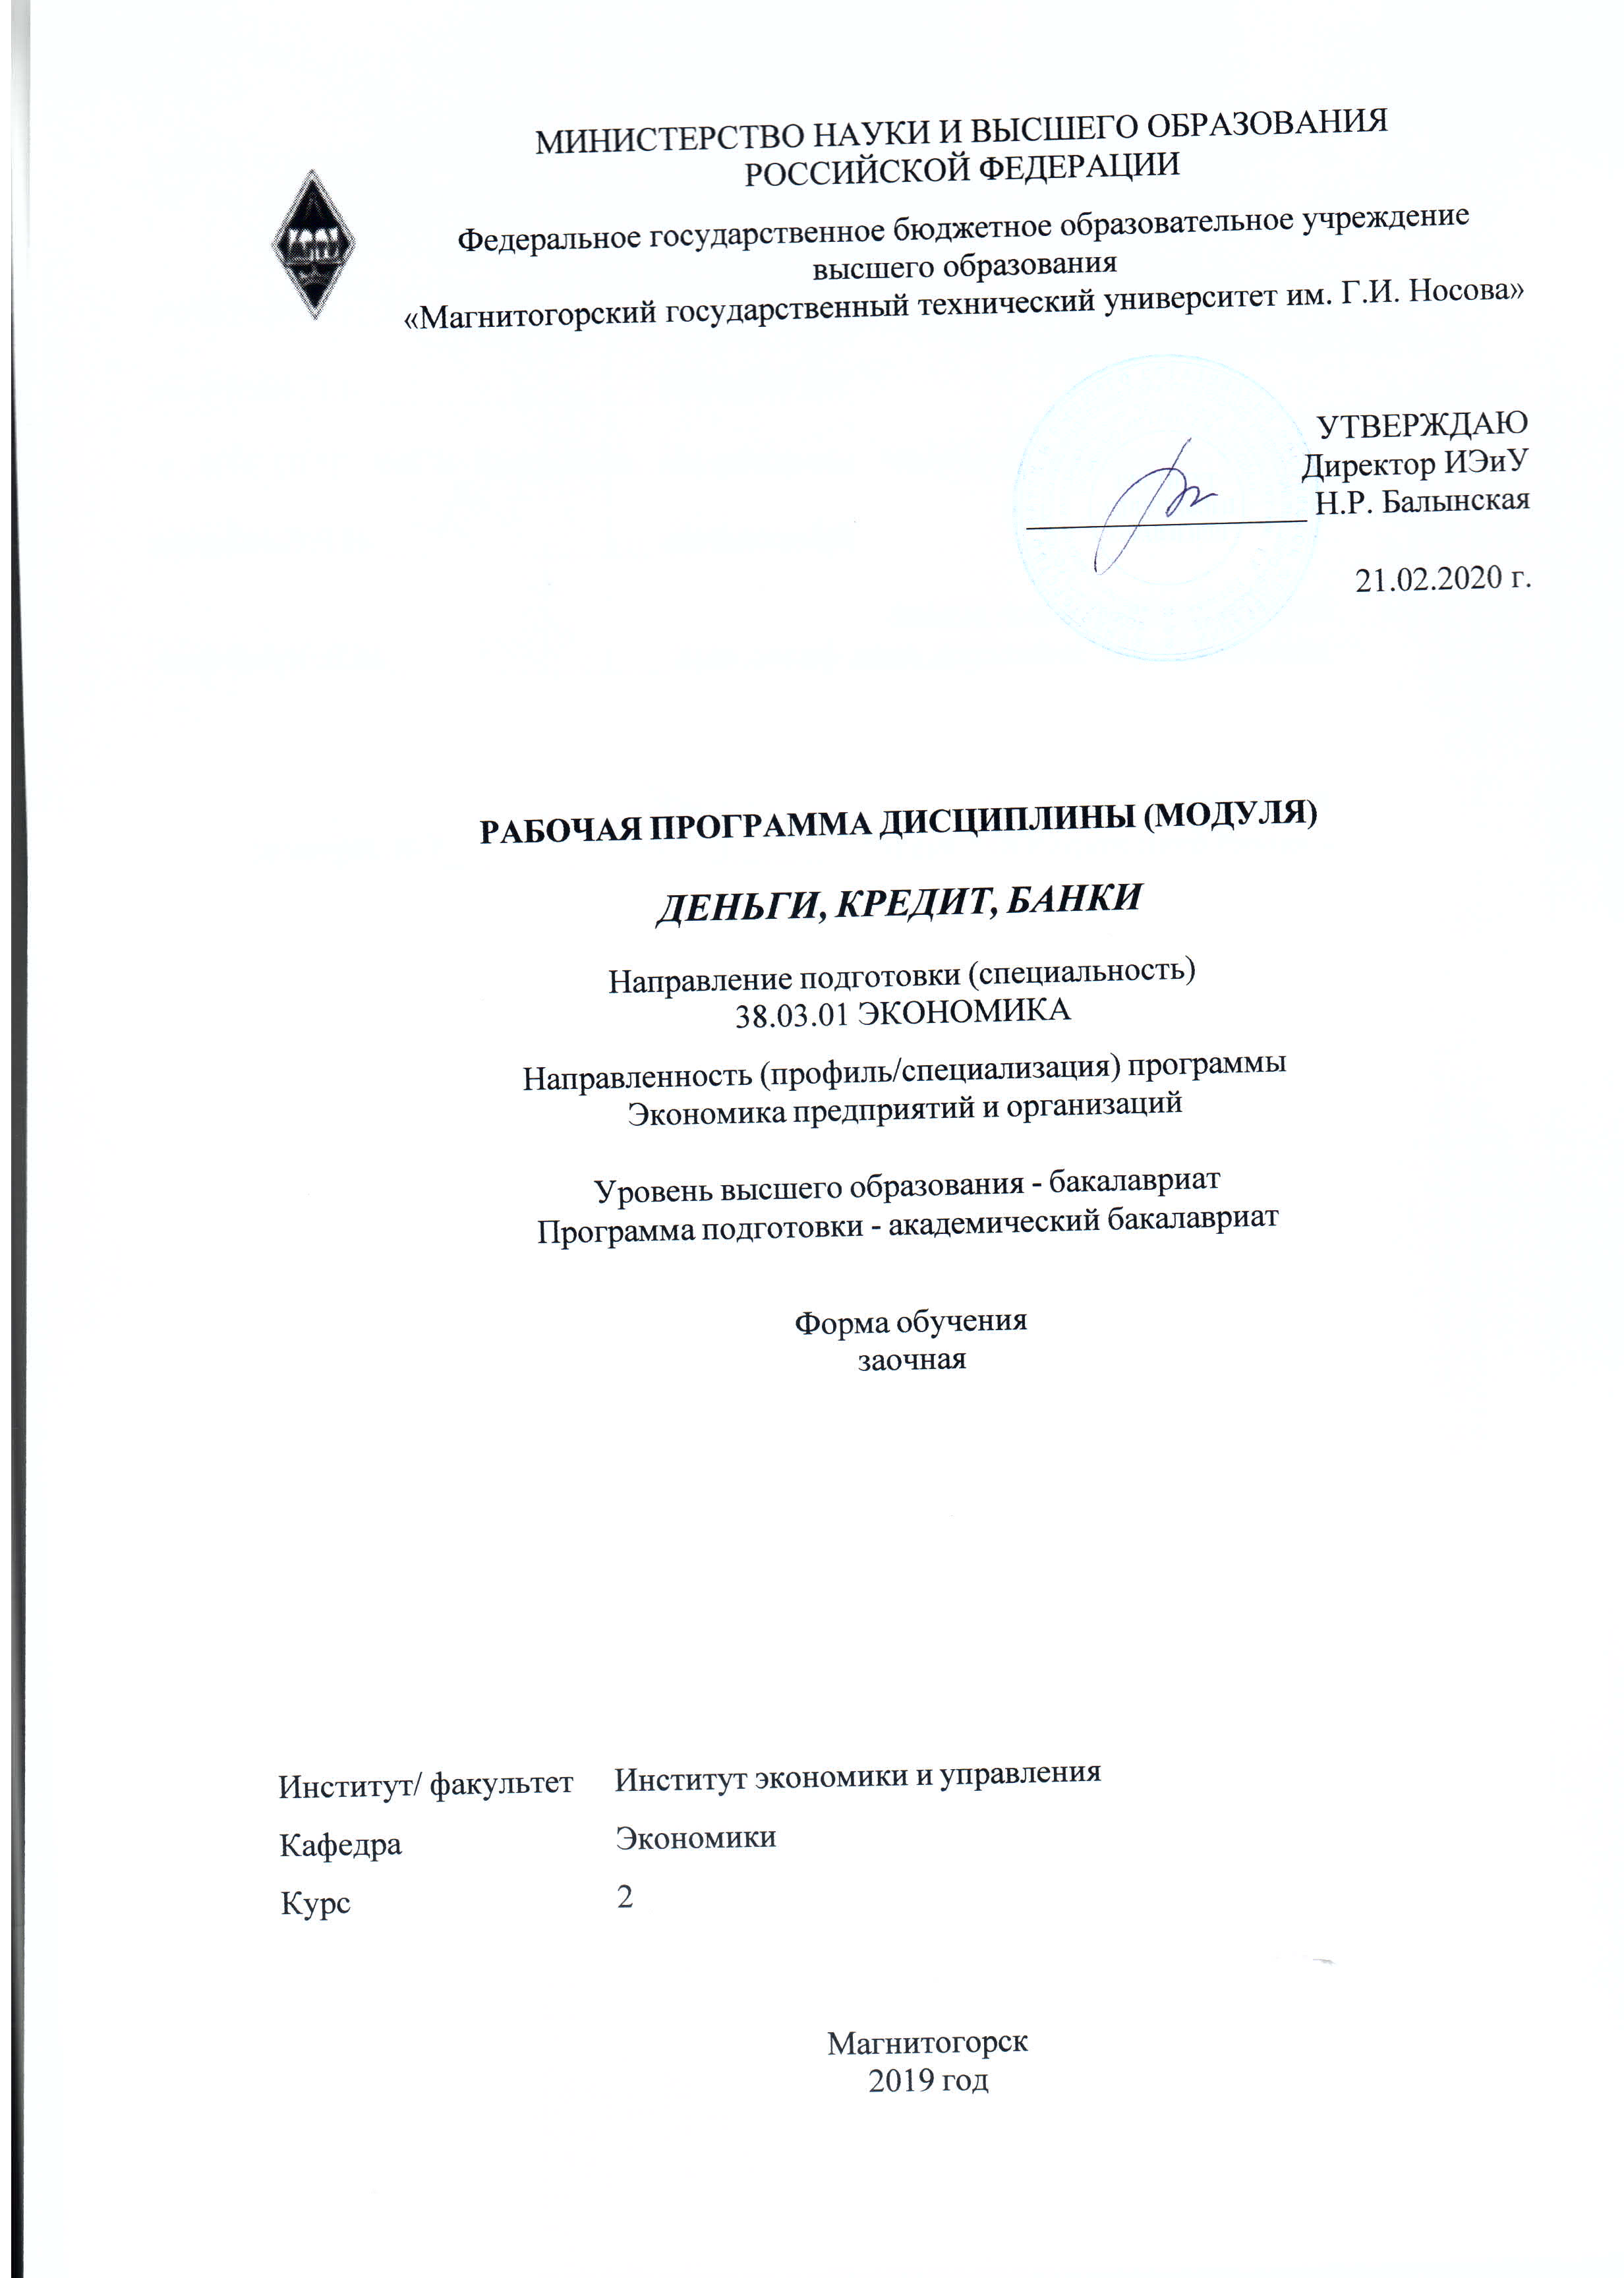 МИНИСТЕРСТВО НАУКИ И ВЫСШЕГО ОБРАЗОВАНИЯ
РОССИЙСКОЙ ФЕДЕРАЦИИ
Федеральное государственное бюджетное образовательное учреждение
высшего образования
«Магнитогорский государственный технический университет им. Г.И. Носова»
УТВЕРЖДАЮ
Директор ИЭиУ
Н.Р. Балынская
21.02.2020 г.
РАБОЧАЯ ПРОГРАММА ДИСЦИПЛИНЫ (МОДУЛЯ)
ДЕНЬГИ, КРЕДИТ, БАНКИ
Направление подготовки (специальность)
38.03.01 ЭКОНОМИКА
Направленность (профиль/специализация) программы
Экономика предприятий и организаций
Уровень высшего образования - бакалавриат
Программа подготовки - академический бакалавриат
Форма обучения
заочная
Институт/ факультет Институт экономики и управления
Кафедра Экономики
Курс 2
Магнитогорск
2019 год